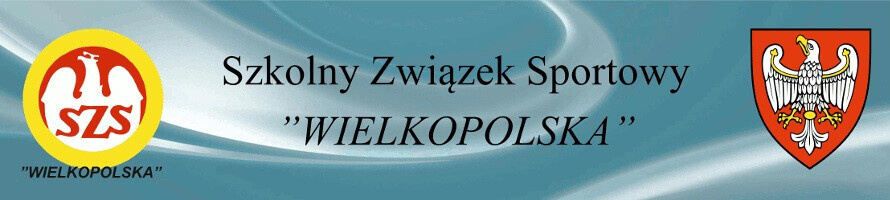 SZS
"WIELKOPOLSKA"
Szkolny Związek Sportowy
"WIELKOPOLSKA"